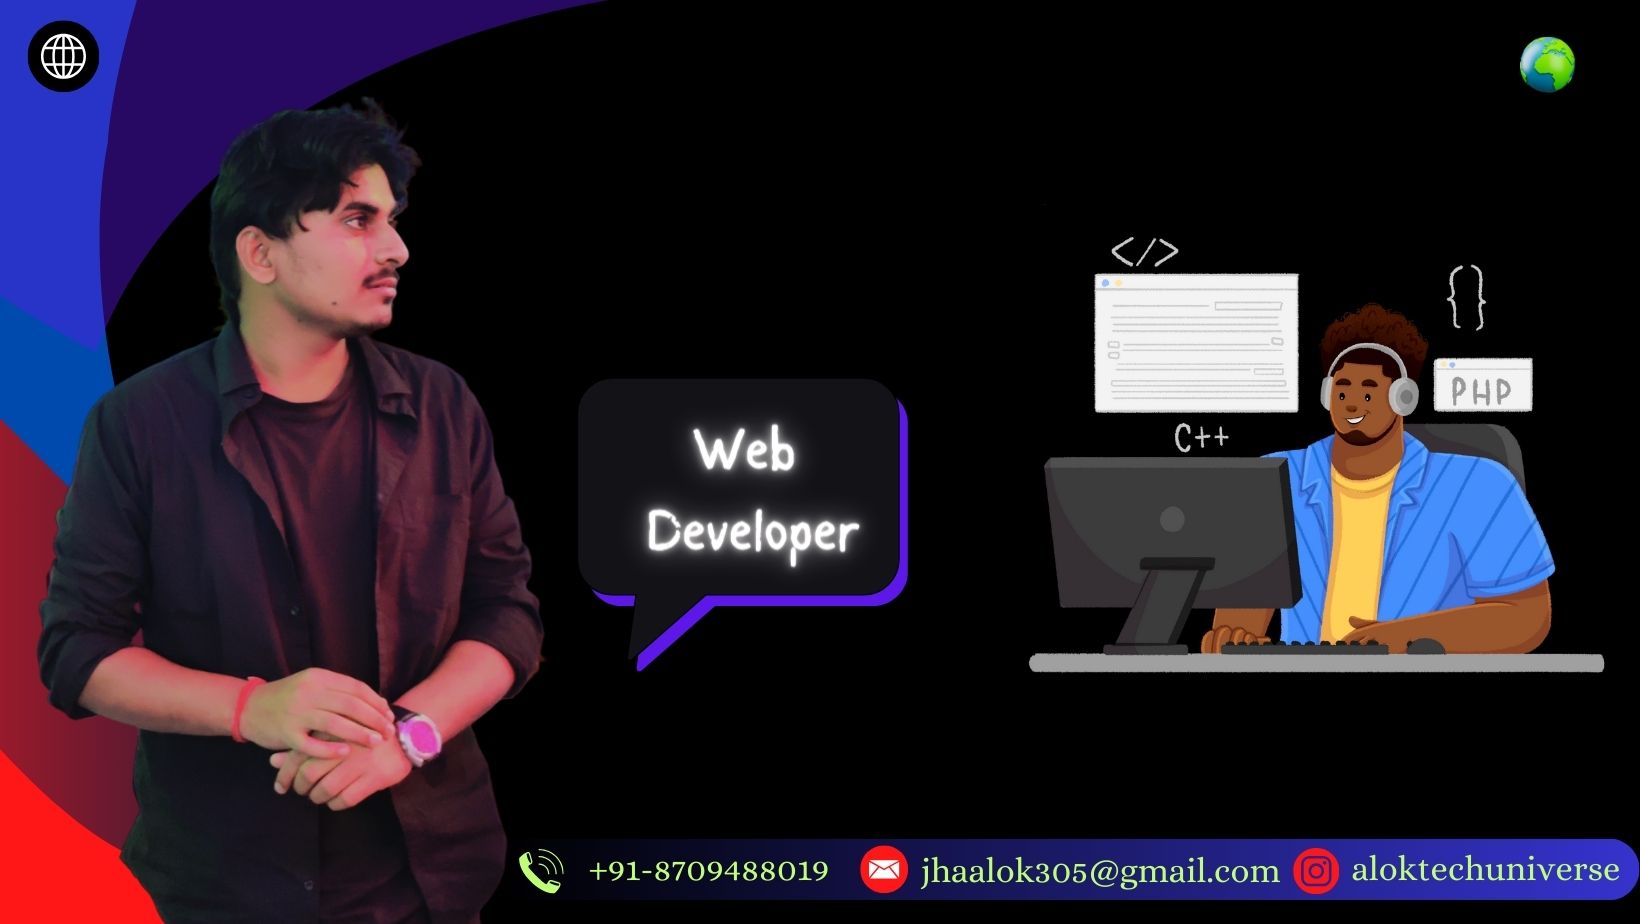 </>
{}
PHP
C++
Web
Developer
+91-8709488019
jhaalok305@gmail.com
aloktechuniverse